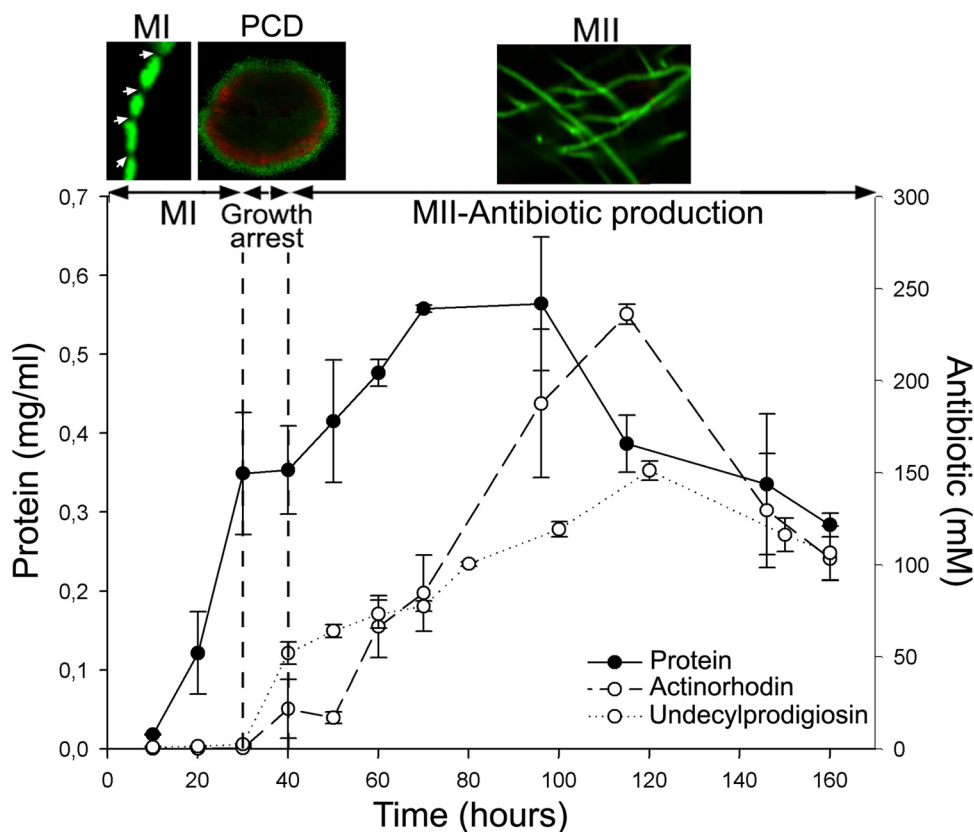 MI
PCD
MII
MI
Growth
arrest
MII-Antibiotic production
0,7
0,6
0,5
0,4
0,3
0,2
0,1
0,0
Protein (mg/ml)
300
250
200
150
100
50
0
Antibiotic (mM)
Protein
Actinorhodin
Undecylprodigiosin
0 20 40 60 80 100 120 140 160
Time (hours)